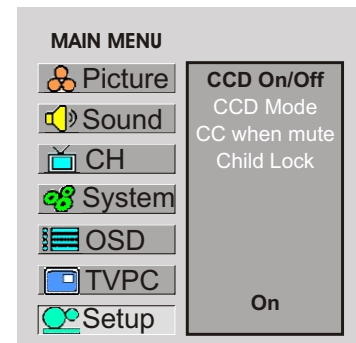 MAIN MENU
Picture
Sound
CH
System
OSD
TVPC
Setup
CCD On/Off
CCD Mode
CC when mute
Child Lock
On